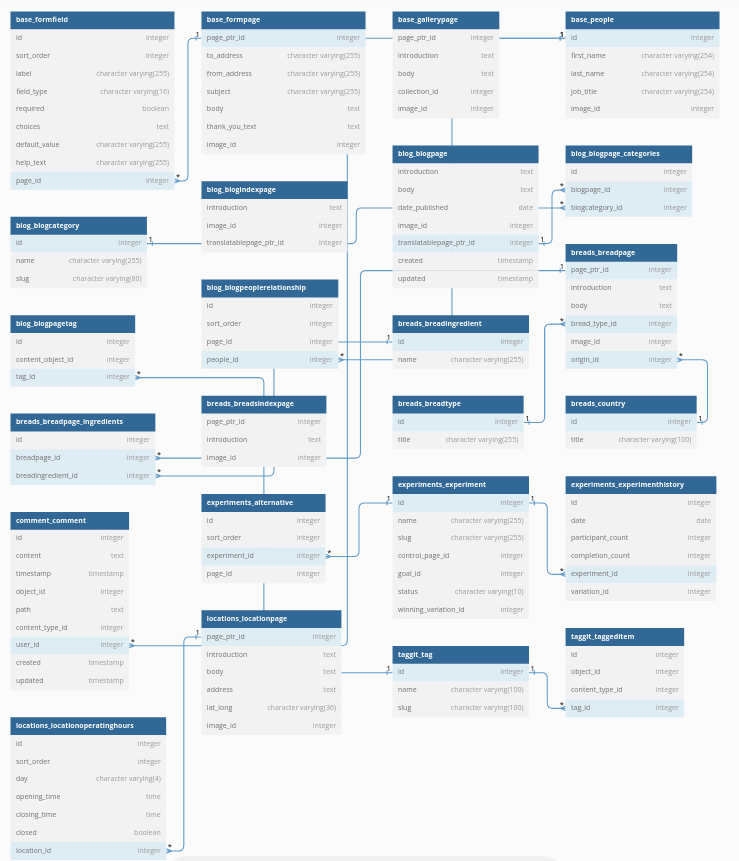 base_formfield
id integer
sort_order integer
label character varying(255)
field_type character varying(16)
required boolean
choices text
default_value character varying(255)
help_text character varying(255)
page_id integer
*
base_formpage
1
page_ptr_id integer
to_address character varying(255)
from_address character varying(255)
subject character varying(255)
body text
thank_you_text text
image_id integer
base_gallerypage
page_ptr_id integer
introduction text
body text
collection_id integer
image_id integer
base_people
1
id integer
first_name character varying(254)
last_name character varying(254)
job_title character varying(254)
image_id integer
blog_blogindexpage
introduction text
image_id integer
translatablepage_ptr_id integer
blog_blogpage
introduction text
body text
date_published date
image_id integer
translatablepage_ptr_id integer
1
created timestamp
updated timestamp
blog_blogpage_categories
id integer
*
blogpage_id integer
*
blogcategory_id integer
blog_blogcategory
id integer
1
name character varying(255)
slug character varying(80)
blog_blogpeoplerelationship
id integer
sort_order integer
page_id integer
people_id integer
*
breads_breadpage
1
page_ptr_id integer
introduction text
body text
*
bread_type_id integer
image_id integer
origin_id integer
*
blog_blogpagetag
id integer
content_object_id integer
tag_id integer
*
breads_breadingredient
1
id integer
name character varying(255)
breads_breadpage_ingredients
id integer
breadpage_id integer
*
breadingredient_id integer
*
breads_breadsindexpage
page_ptr_id integer
introduction text
image_id integer
breads_breadtype
id integer
1
title character varying(255)
breads_country
id integer
1
title character varying(100)
comment_comment
id integer
content text
timestamp timestamp
object_id integer
path text
content_type_id integer
user_id integer
*
created timestamp
updated timestamp
experiments_alternative
id integer
sort_order integer
experiment_id integer
*
page_id integer
experiments_experiment
1
id integer
1
name character varying(255)
slug character varying(255)
control_page_id integer
goal_id integer
status character varying(10)
winning_variation_id integer
experiments_experimenthistory
id integer
date date
participant_count integer
completion_count integer
*
experiment_id integer
variation_id integer
locations_locationpage
1
page_ptr_id integer
introduction text
body text
address text
lat_long character varying(36)
image_id integer
taggit_tag
1
id integer
1
name character varying(100)
slug character varying(100)
taggit_taggeditem
id integer
object_id integer
content_type_id integer
*
tag_id integer
locations_locationoperatinghours
id integer
sort_order integer
day character varying(4)
opening_time time
closing_time time
closed boolean
location_id integer
*